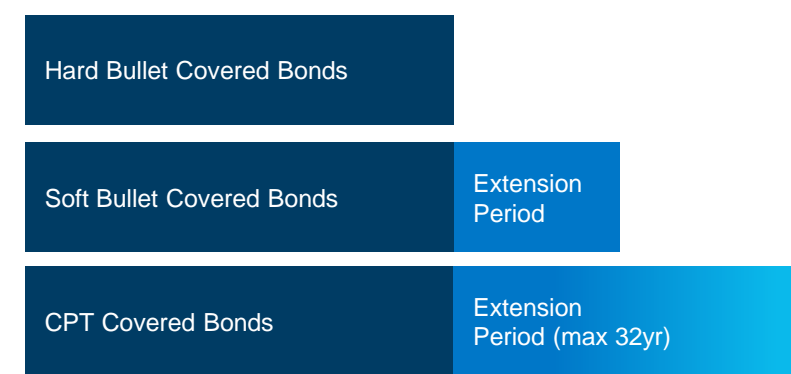 Hard Bullet Covered Bonds
Soft Bullet Covered Bonds
Extension
Period
CPT Covered Bonds
Extension
Period (max 32yr)